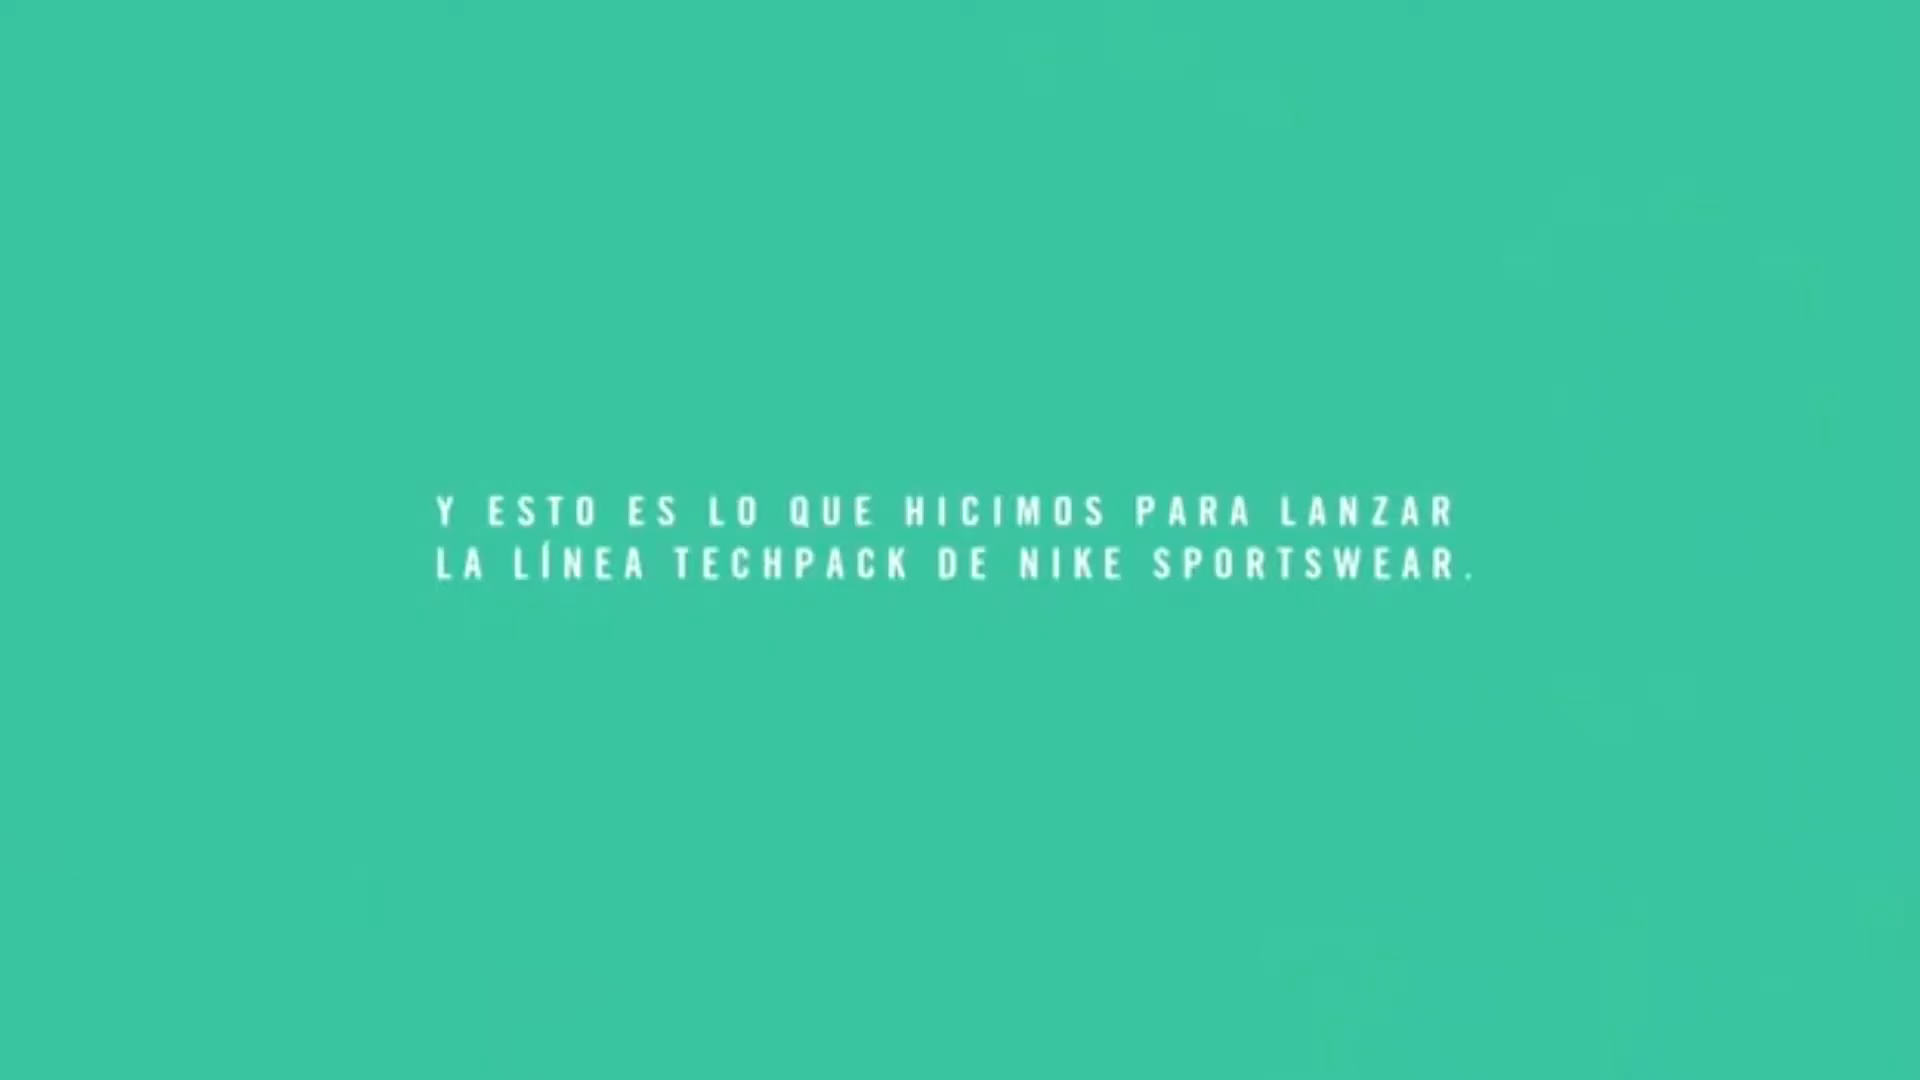 Y ESTO ES LO QUE HICIMOS PARA LANZAR
LA LÍNEA TECHPACK DE NIKE SPORTSWEAR.